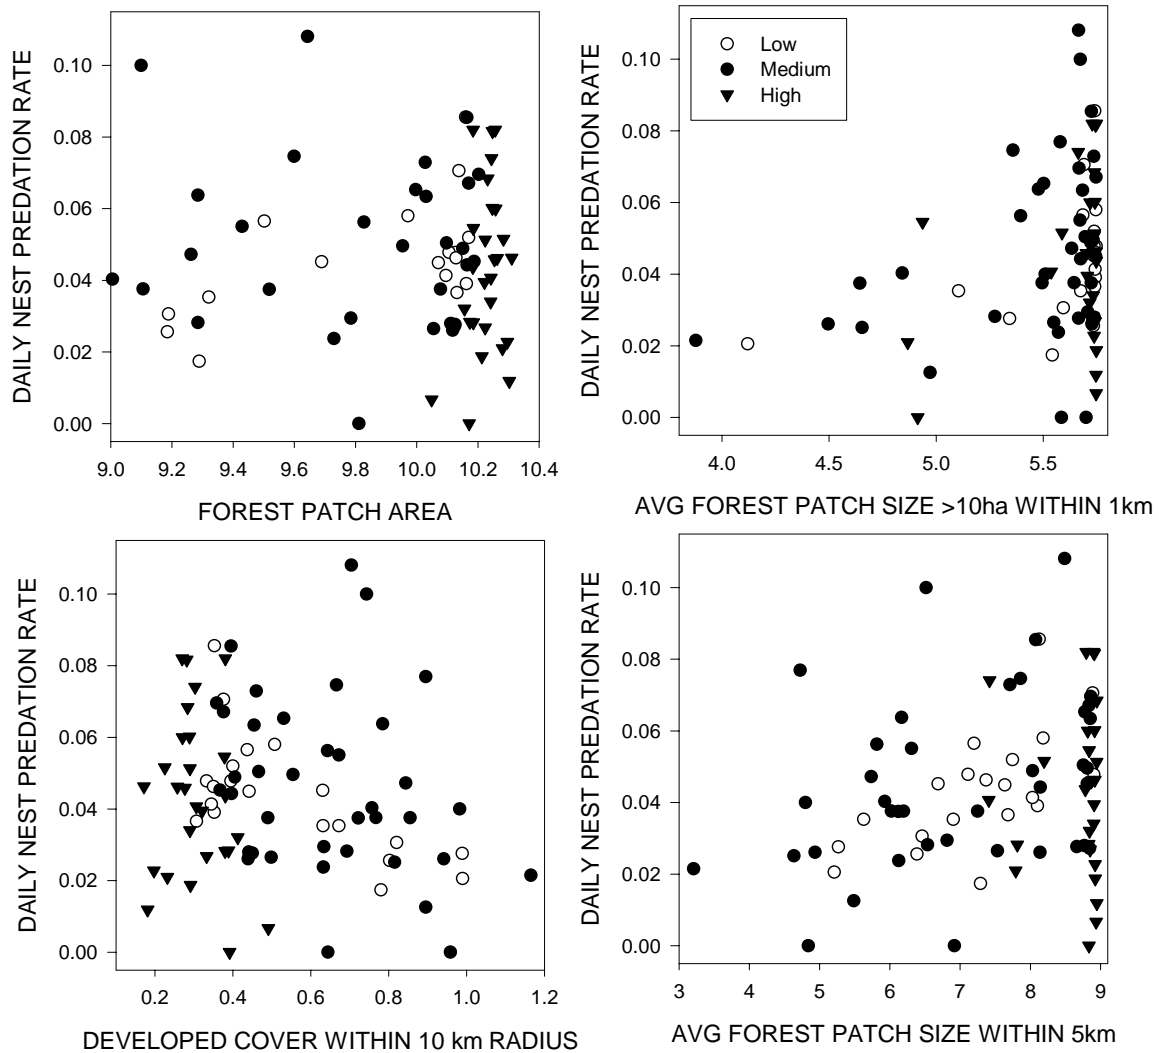 DAILY NEST PREDATION RATE
0.10
0.08
0.06
0.04
0.02
0.00
9.0 9.2 9.4 9.6 9.8 10.0 10.2 10.4
FOREST PATCH AREA
DAILY NEST PREDATION RATE
Low
Medium
High
0.10
0.08
0.06
0.04
0.02
0.00
4.0 4.5 5.0 5.5
AVG FOREST PATCH SIZE >10ha WITHIN 1km
DAILY NEST PREDATION RATE
0.10
0.08
0.06
0.04
0.02
0.00
0.2 0.4 0.6 0.8 1.0 1.2
DEVELOPED COVER WITHIN 10 km RADIUS
DAILY NEST PREDATION RATE
0.10
0.08
0.06
0.04
0.02
0.00
3 4 5 6 7 8 9
AVG FOREST PATCH SIZE WITHIN 5km